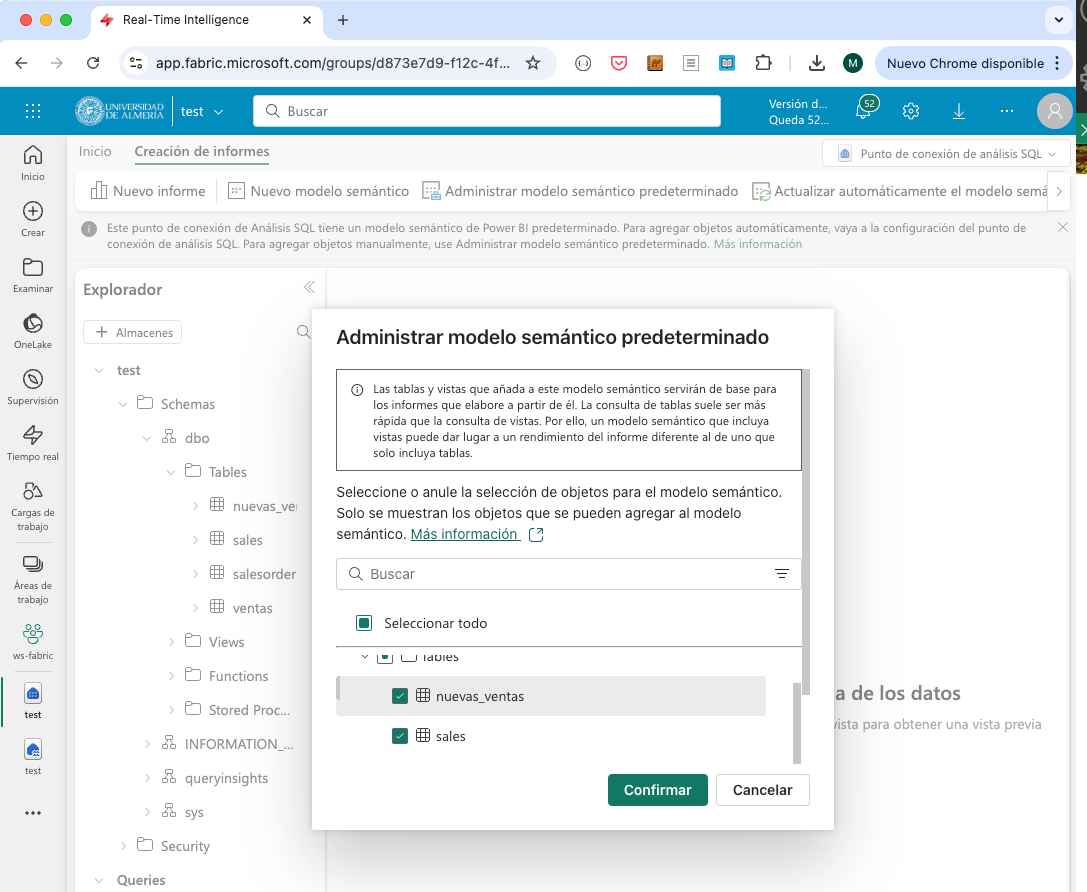 Real-Time Intelligence
app.fabric.microsoft.com/groups/d873e7d9-f12c-4f...
M
Nuevo Chrome disponible
UNIVERSIDAD
DE ALMERÍA
test
Buscar
Versión d...
Queda 52...
52
Inicio
Crear
Examinar
OneLake
Supervisión
Tiempo real
Cargas de
trabajo
Áreas de
trabajo
ws-fabric
test
test
Inicio
Creación de informes
Punto de conexión de análisis SQL
Nuevo informe
Nuevo modelo semántico
Administrar modelo semántico predeterminado
Actualizar automáticamente el modelo semá
Este punto de conexión de Análisis SQL tiene un modelo semántico de Power BI predeterminado. Para agregar objetos automáticamente, vaya a la configuración del punto de
conexión de análisis SQL. Para agregar objetos manualmente, use Administrar modelo semántico predeterminado. Más información
Explorador
Almacenes
test
Schemas
dbo
Tables
nuevas_ve
sales
salesorder
ventas
Views
Functions
Stored Proc...
INFORMATION_...
queryinsights
sys
Security
Queries
Administrar modelo semántico predeterminado
Las tablas y vistas que añada a este modelo semántico servirán de base para
los informes que elabore a partir de él. La consulta de tablas suele ser más
rápida que la consulta de vistas. Por ello, un modelo semántico que incluya
vistas puede dar lugar a un rendimiento del informe diferente al de uno que
solo incluya tablas.
Seleccione o anule la selección de objetos para el modelo semántico.
Solo se muestran los objetos que se pueden agregar al modelo
semántico. Más información
Buscar
Seleccionar todo
Tables
nuevas_ventas
sales
Confirmar
Cancelar
a de los datos
vista para obtener una vista previa